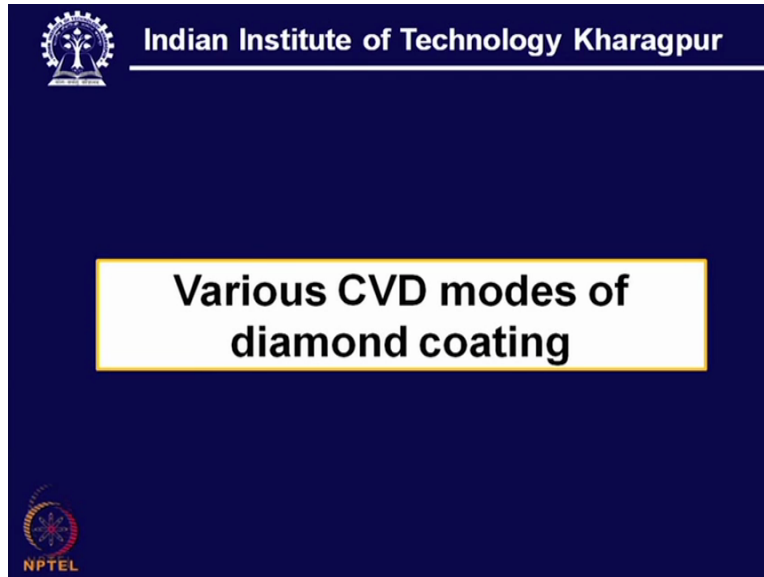 Indian Institute of Technology Kharagpur
Various CVD modes of
diamond coating
NPTEL